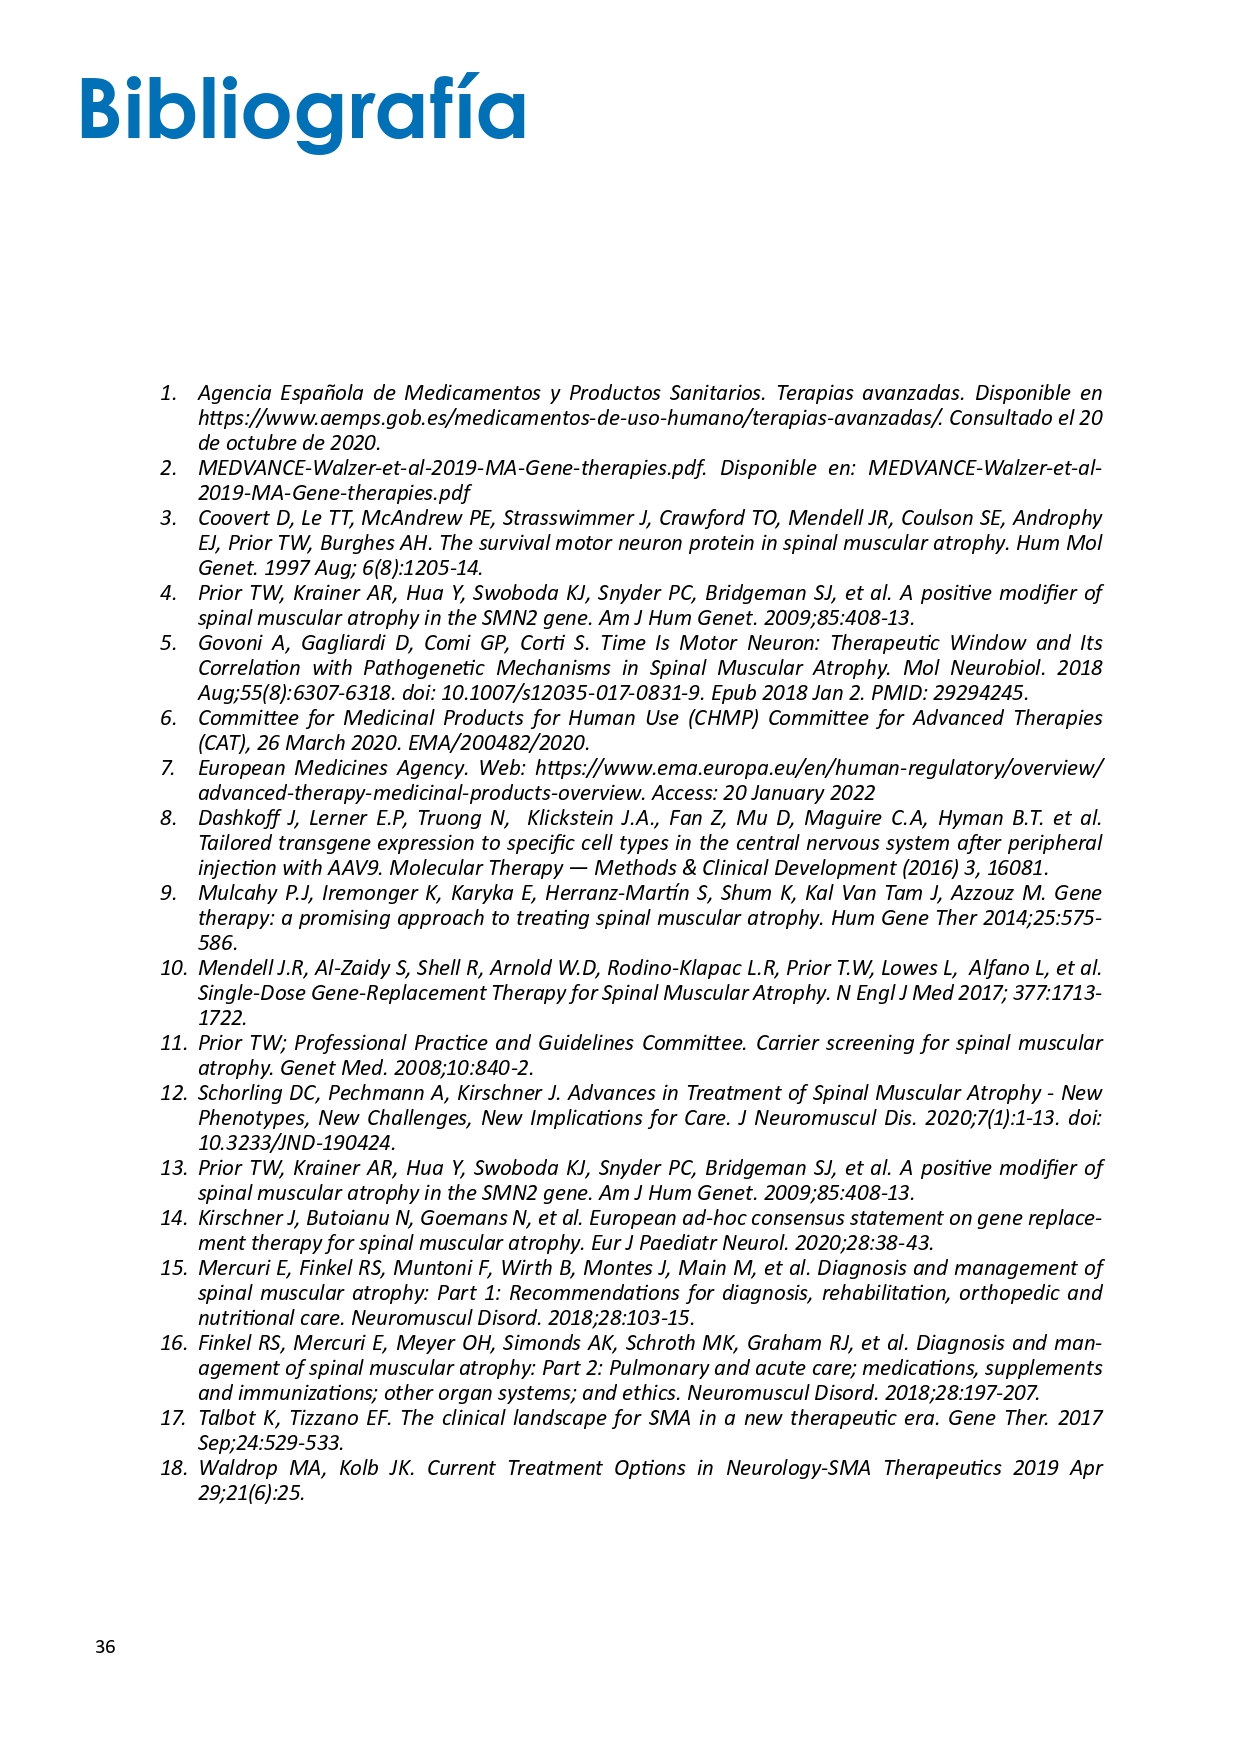 Bibliografía
1. Agencia Española de Medicamentos y Productos Sanitarios. Terapias avanzadas. Disponible en
https://www.aemps.gob.es/medicamentos-de-uso-humano/terapias-avanzadas/. Consultado el 20
de octubre de 2020.
2. MEDVANCE-Walzer-et-al-2019-MA-Gene-therapies.pdf. Disponible en: MEDVANCE-Walzer-et-al-
2019-MA-Gene-therapies.pdf
3. Coovert D, Le TT, McAndrew PE, Strasswimmer J, Crawford TO, Mendell JR, Coulson SE, Androphy
EJ, Prior TW, Burghes AH. The survival motor neuron protein in spinal muscular atrophy. Hum Mol
Genet. 1997 Aug; 6(8):1205-14.
4. Prior TW, Krainer AR, Hua Y, Swoboda KJ, Snyder PC, Bridgeman SJ, et al. A positive modifier of
spinal muscular atrophy in the SMN2 gene. Am J Hum Genet. 2009;85:408-13.
5. Govoni A, Gagliardi D, Comi GP, Corti S. Time Is Motor Neuron: Therapeutic Window and Its
Correlation with Pathogenetic Mechanisms in Spinal Muscular Atrophy. Mol Neurobiol. 2018
Aug;55(8):6307-6318. doi: 10.1007/s12035-017-0831-9. Epub 2018 Jan 2. PMID: 29294245.
6. Committee for Medicinal Products for Human Use (CHMP) Committee for Advanced Therapies
(CAT), 26 March 2020. EMA/200482/2020.
7. European Medicines Agency. Web: https://www.ema.europa.eu/en/human-regulatory/overview/
advanced-therapy-medicinal-products-overview. Access: 20 January 2022
8. Dashkoff J, Lerner E.P, Truong N, Klickstein J.A., Fan Z, Mu D, Maguire C.A, Hyman B.T. et al.
Tailored transgene expression to specific cell types in the central nervous system after peripheral
injection with AAV9. Molecular Therapy — Methods & Clinical Development (2016) 3, 16081.
9. Mulcahy P.J, Iremonger K, Karyka E, Herranz-Martín S, Shum K, Kal Van Tam J, Azzouz M. Gene
therapy: a promising approach to treating spinal muscular atrophy. Hum Gene Ther 2014;25:575-
586.
10. Mendell J.R, Al-Zaidy S, Shell R, Arnold W.D, Rodino-Klapac L.R, Prior T.W, Lowes L, Alfano L, et al.
Single-Dose Gene-Replacement Therapy for Spinal Muscular Atrophy. N Engl J Med 2017; 377:1713-
1722.
11. Prior TW; Professional Practice and Guidelines Committee. Carrier screening for spinal muscular
atrophy. Genet Med. 2008;10:840-2.
12. Schorling DC, Pechmann A, Kirschner J. Advances in Treatment of Spinal Muscular Atrophy - New
Phenotypes, New Challenges, New Implications for Care. J Neuromuscul Dis. 2020;7(1):1-13. doi:
10.3233/JND-190424.
13. Prior TW, Krainer AR, Hua Y, Swoboda KJ, Snyder PC, Bridgeman SJ, et al. A positive modifier of
spinal muscular atrophy in the SMN2 gene. Am J Hum Genet. 2009;85:408-13.
14. Kirschner J, Butoianu N, Goemans N, et al. European ad-hoc consensus statement on gene replace-
ment therapy for spinal muscular atrophy. Eur J Paediatr Neurol. 2020;28:38-43.
15. Mercuri E, Finkel RS, Muntoni F, Wirth B, Montes J, Main M, et al. Diagnosis and management of
spinal muscular atrophy: Part 1: Recommendations for diagnosis, rehabilitation, orthopedic and
nutritional care. Neuromuscul Disord. 2018;28:103-15.
16. Finkel RS, Mercuri E, Meyer OH, Simonds AK, Schroth MK, Graham RJ, et al. Diagnosis and man-
agement of spinal muscular atrophy: Part 2: Pulmonary and acute care; medications, supplements
and immunizations; other organ systems; and ethics. Neuromuscul Disord. 2018;28:197-207.
17. Talbot K, Tizzano EF. The clinical landscape for SMA in a new therapeutic era. Gene Ther. 2017
Sep;24:529-533.
18. Waldrop MA, Kolb JK. Current Treatment Options in Neurology-SMA Therapeutics 2019 Apr
29;21(6):25.
36